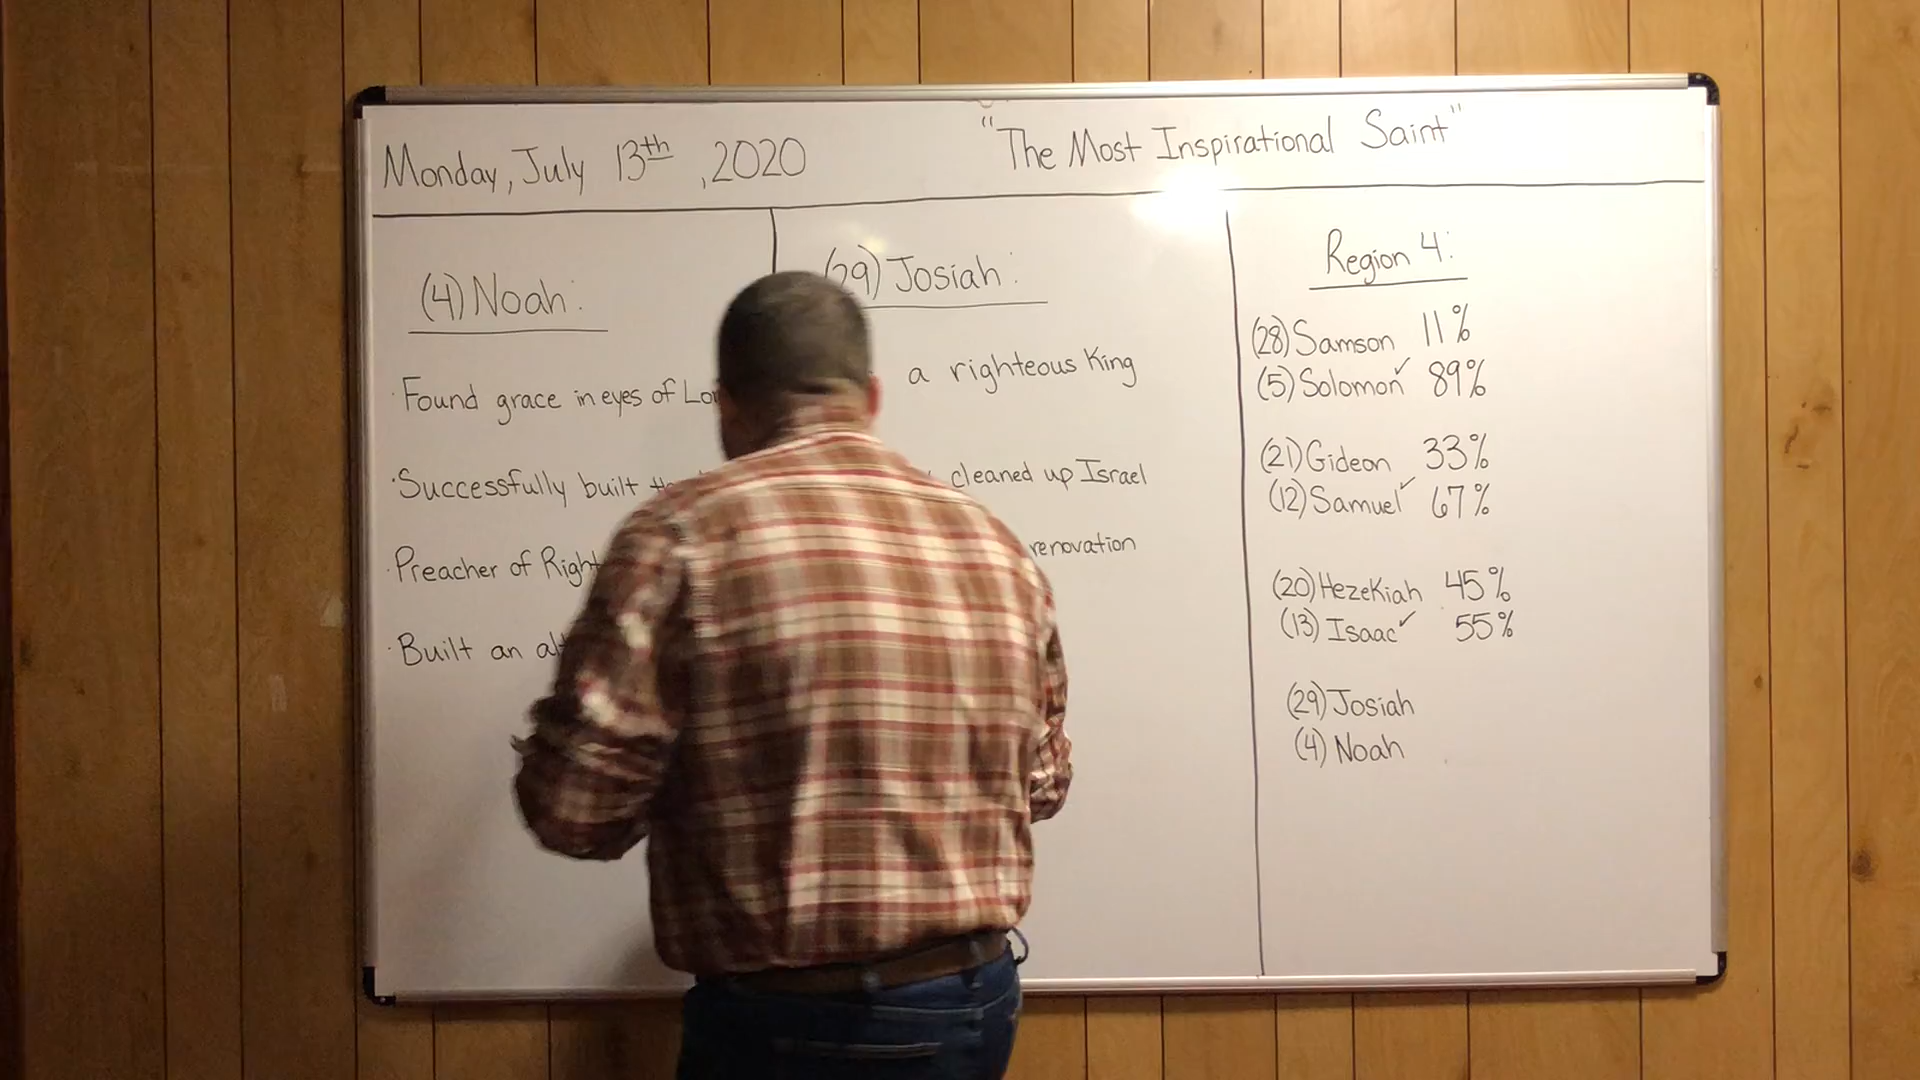 Monday, July 13th, 2020
"The Most Inspirational Saint"
(4) Noah:
· Found grace in eyes of
· Successfully built
· Preacher of
· Built an
(29) Josiah:
a righteous King
cleaned up Israel
renovation
Region 4:
(28) Samson 11%
(5) Solomon ✓ 89%
(21) Gideon 33%
(12) Samuel ✓ 67%
(20) Hezekiah 45%
(13) Isaac ✓ 55%
(29) Josiah
(4) Noah